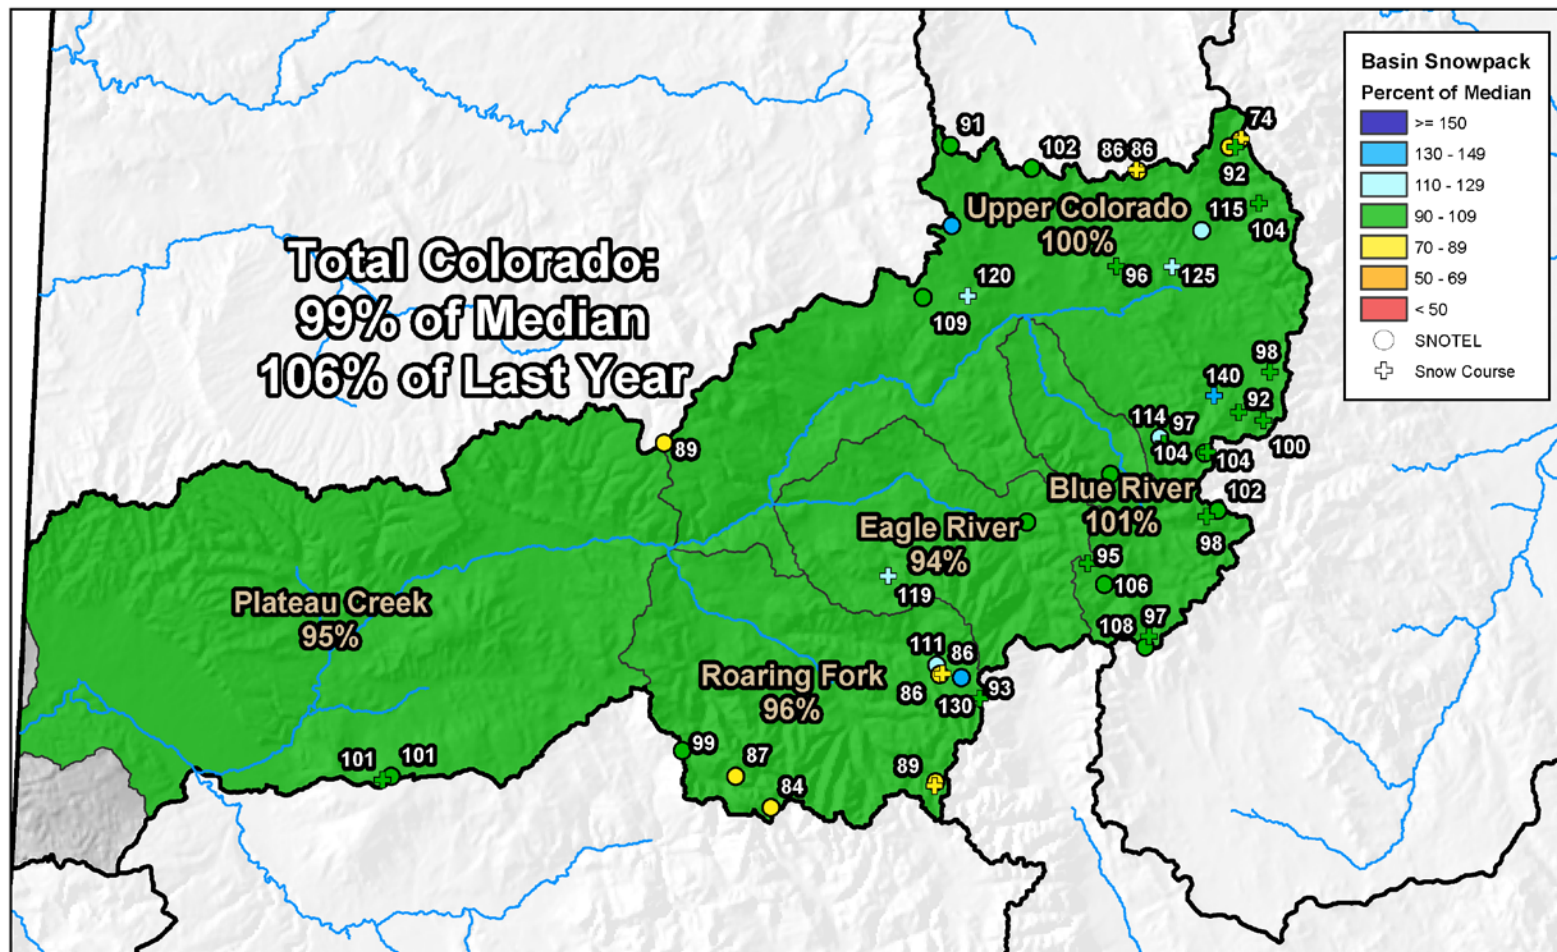 Basin Snowpack
Percent of Median
>= 150
130 - 149
110 - 129
90 - 109
70 - 89
50 - 69
< 50
SNOTEL
Snow Course
Total Colorado:
99% of Median
106% of Last Year
91
102
86 86
74
92
Upper Colorado
100%
115
104
96
125
120
109
98
140
92
114
97
100
104
104
89
Blue River
101%
102
98
Eagle River
94%
95
106
119
108
97
Plateau Creek
95%
111
86
Roaring Fork
96%
86
130
93
99
87
84
89
101
101